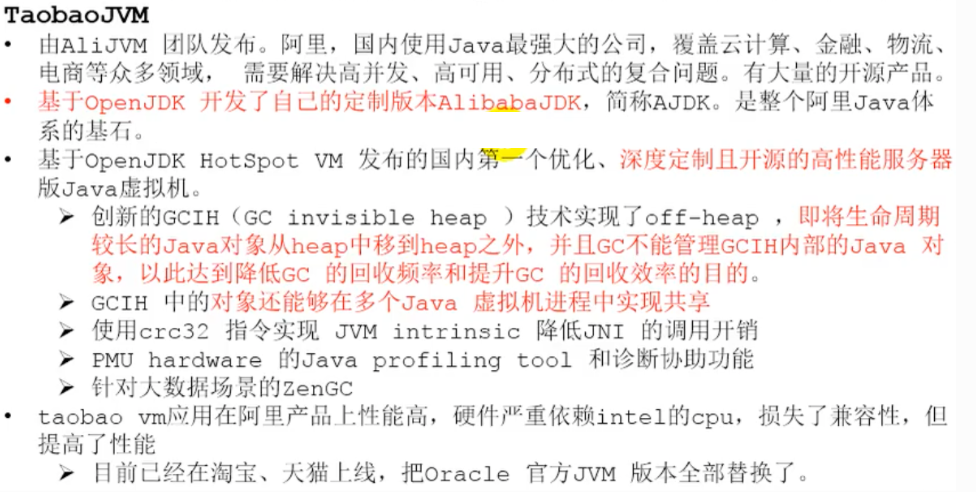 TaobaoJVM
• 由AliJVM 团队发布。阿里，国内使用Java最强大的公司，覆盖云计算、金融、物流、
电商等众多领域， 需要解决高并发、高可用、分布式的复合问题。有大量的开源产品。
• 基于OpenJDK 开发了自己的定制版本AlibabaJDK，简称AJDK。是整个阿里Java体
系的基石。
• 基于OpenJDK HotSpot VM 发布的国内第一个优化、深度定制且开源的高性能服务器
版Java虚拟机。
➢ 创新的GCIH（GC invisible heap ）技术实现了off-heap ，即将生命周期
较长的Java对象从heap中移到heap之外，并且GC不能管理GCIH内部的Java 对
象，以此达到降低GC 的回收频率和提升GC 的回收效率的目的。
➢ GCIH 中的对象还能够在多个Java 虚拟机进程中实现共享
➢ 使用crc32 指令实现 JVM intrinsic 降低JNI 的调用开销
➢ PMU hardware 的Java profiling tool 和诊断协助功能
➢ 针对大数据场景的ZenGC
• taobao vm应用在阿里产品上性能高，硬件严重依赖intel的cpu，损失了兼容性，但
提高了性能
➢ 目前已经在淘宝、天猫上线，把Oracle 官方JVM 版本全部替换了。